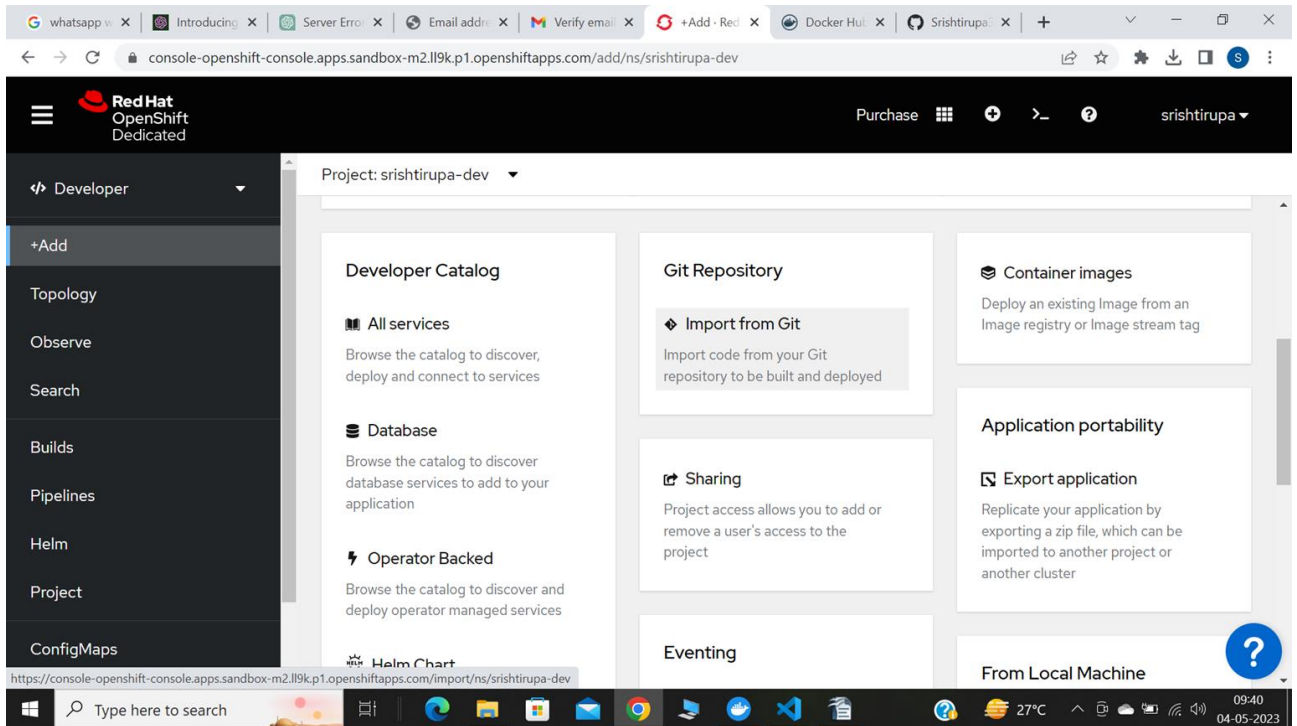 whatsapp w
Introducing
Server Erro
Email addre
Verify email
+Add · Red
Docker Hub
Srishtirupa
console-openshift-console.apps.sandbox-m2.ll9k.p1.openshiftapps.com/add/ns/srishtirupa-dev
S
Red Hat
OpenShift
Dedicated
Purchase
srishtirupa
Developer
+Add
Topology
Observe
Search
Builds
Pipelines
Helm
Project
ConfigMaps
Project: srishtirupa-dev
Developer Catalog
All services
Browse the catalog to discover,
deploy and connect to services
Database
Browse the catalog to discover
database services to add to your
application
Operator Backed
Browse the catalog to discover and
deploy operator managed services
Helm Chart
Git Repository
Import from Git
Import code from your Git
repository to be built and deployed
Sharing
Project access allows you to add or
remove a user's access to the
project
Eventing
Container images
Deploy an existing Image from an
Image registry or Image stream tag
Application portability
Export application
Replicate your application by
exporting a zip file, which can be
imported to another project or
another cluster
From Local Machine
?
https://console-openshift-console.apps.sandbox-m2.ll9k.p1.openshiftapps.com/import/ns/srishtirupa-dev
Type here to search
27°C
09:40
04-05-2023